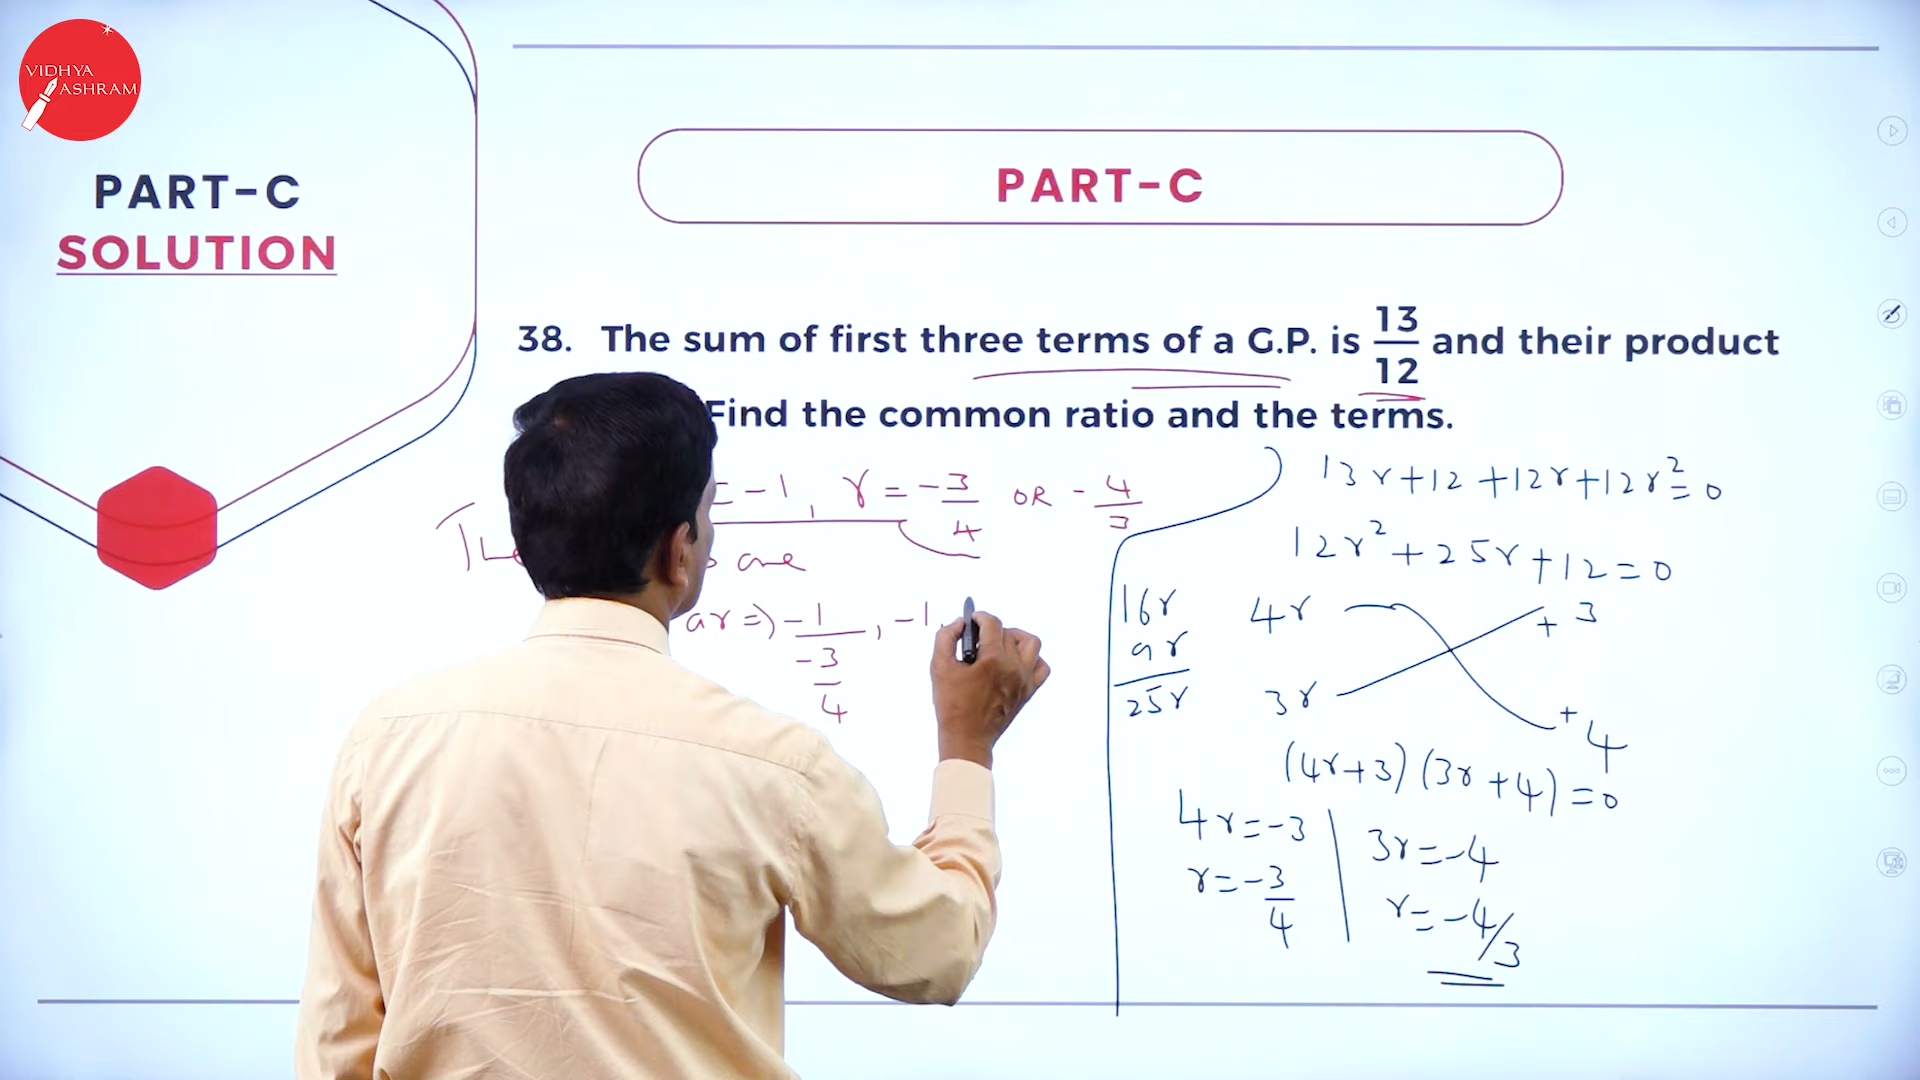 VIDHYA
ASHRAM
PART-C
SOLUTION
PART-C
38. The sum of first three terms of a G.P. is 13/12 and their product
Find the common ratio and the terms.
= -1, r = -3/4 OR -4/3
are
ar => -1/(-3/4), -1,
13r+12+12r+12r²=0
12r²+25r+12=0
16r
9r
25r
4r +3
3r +4
(4r+3)(3r+4)=0
4r=-3
r=-3/4
3r=-4
r=-4/3